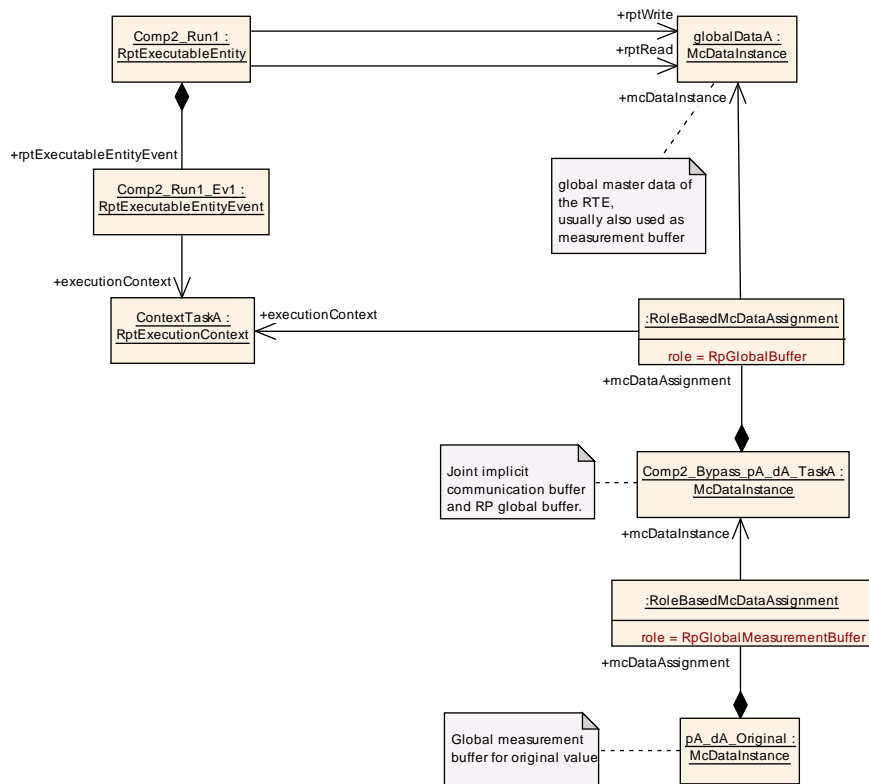 +rptWrite
Comp2_Run1 :
RptExecutableEntity
globalDataA :
McDataInstance
+rptRead
+mcDataInstance
+rptExecutableEntityEvent
Comp2_Run1_Ev1 :
RptExecutableEntityEvent
global master data of
the RTE,
usually also used as
measurement buffer
+executionContext
ContextTaskA :
RptExecutionContext
+executionContext
:RoleBasedMcDataAssignment
role = RpGlobalBuffer
+mcDataAssignment
Joint implicit
communication buffer
and RP global buffer.
Comp2_Bypass_pA_dA_TaskA :
McDataInstance
+mcDataInstance
:RoleBasedMcDataAssignment
role = RpGlobalMeasurementBuffer
+mcDataAssignment
Global measurement
buffer for original value
pA_dA_Original :
McDataInstance